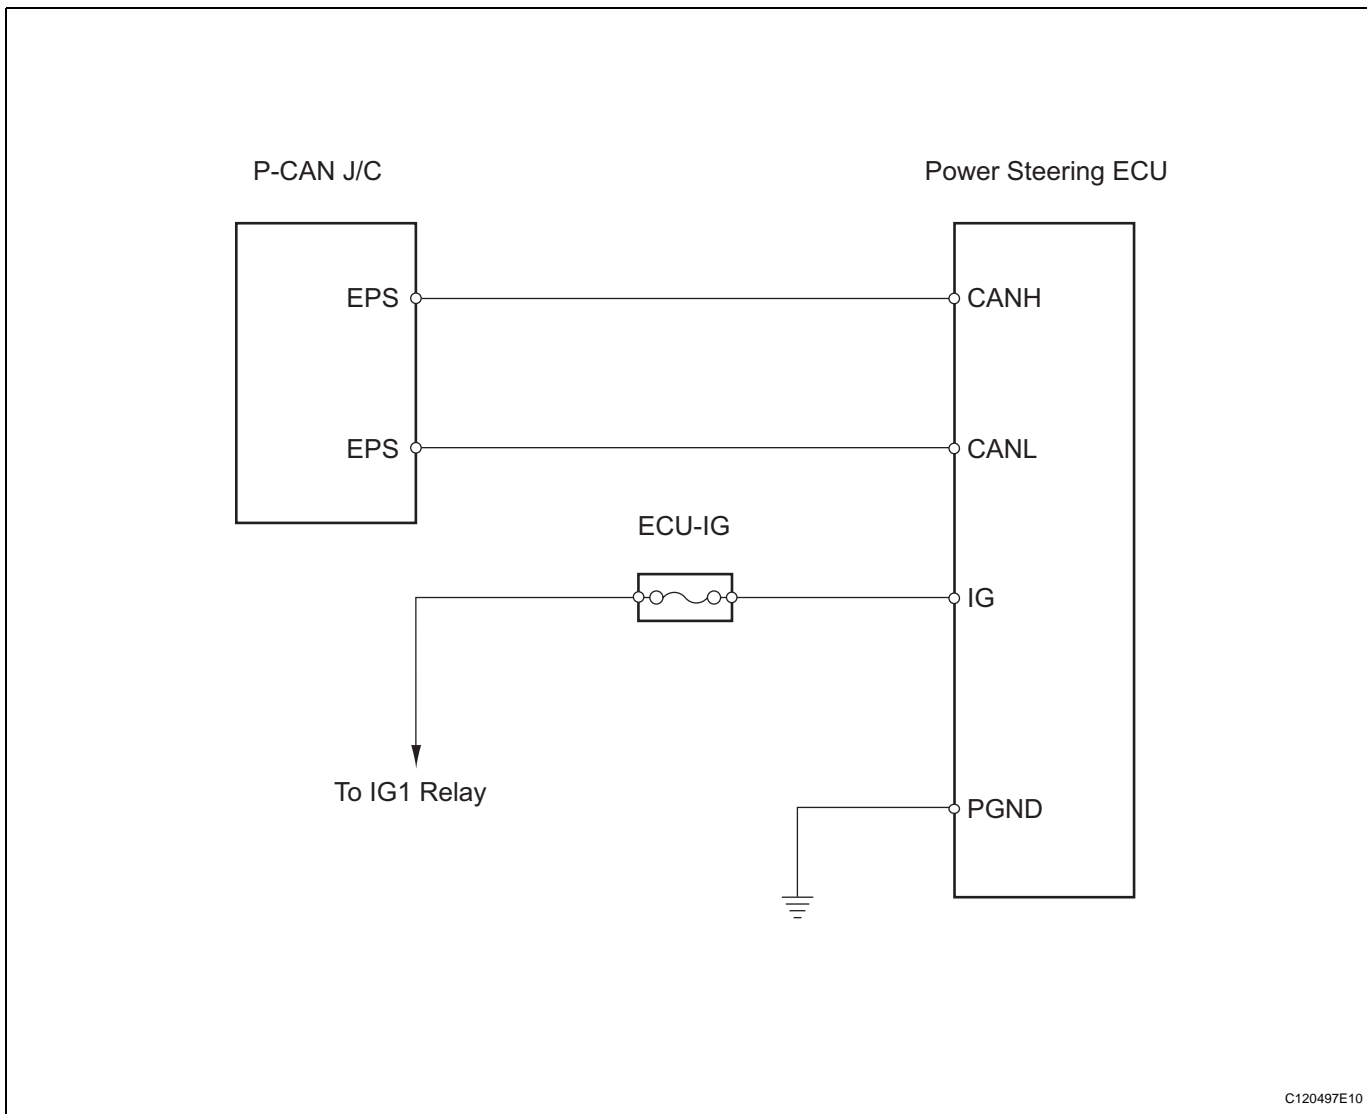 P-CAN J/C
Power Steering ECU
EPS
CANH
EPS
CANL
ECU-IG
IG
To IG1 Relay
PGND
C120497E10